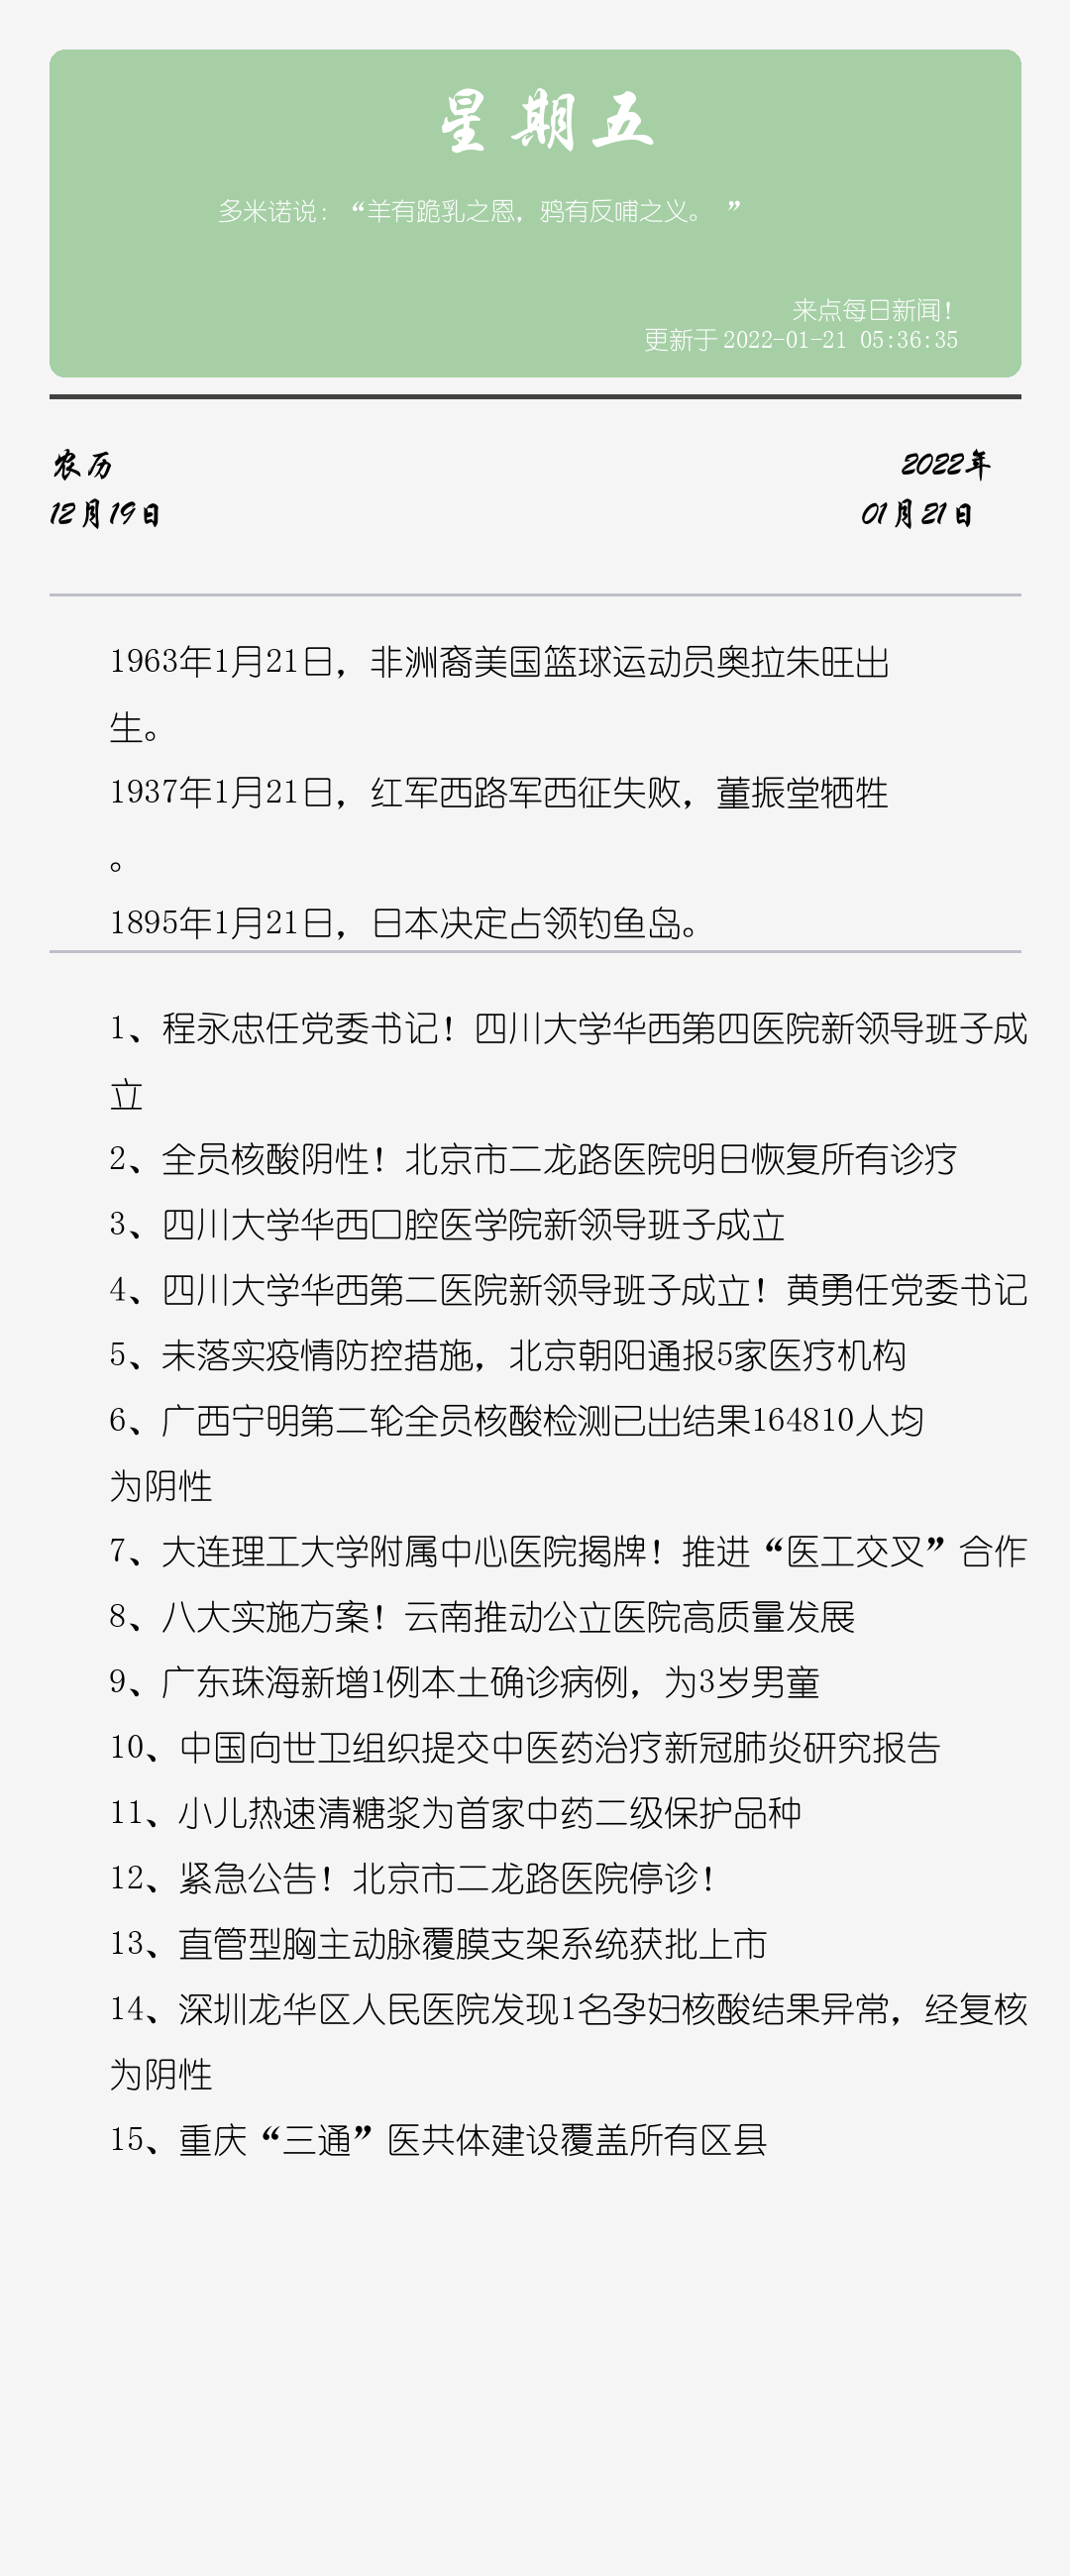 星期五
多米诺说：“羊有跪乳之恩，鸦有反哺之义。 ”
来点每日新闻！
更新于 2022-01-21 05:36:35
农历
2022年
12月19日
01月21日
1963年1月21日，非洲裔美国篮球运动员奥拉朱旺出
生。
1937年1月21日，红军西路军西征失败，董振堂牺牲
。
1895年1月21日，日本决定占领钓鱼岛。
1、程永忠任党委书记！四川大学华西第四医院新领导班子成
立
2、全员核酸阴性！北京市二龙路医院明日恢复所有诊疗
3、四川大学华西口腔医学院新领导班子成立
4、四川大学华西第二医院新领导班子成立！黄勇任党委书记
5、未落实疫情防控措施，北京朝阳通报5家医疗机构
6、广西宁明第二轮全员核酸检测已出结果164810人均
为阴性
7、大连理工大学附属中心医院揭牌！推进“医工交叉”合作
8、八大实施方案！云南推动公立医院高质量发展
9、广东珠海新增1例本土确诊病例，为3岁男童
10、中国向世卫组织提交中医药治疗新冠肺炎研究报告
11、小儿热速清糖浆为首家中药二级保护品种
12、紧急公告！北京市二龙路医院停诊！
13、直管型胸主动脉覆膜支架系统获批上市
14、深圳龙华区人民医院发现1名孕妇核酸结果异常，经复核
为阴性
15、重庆“三通”医共体建设覆盖所有区县